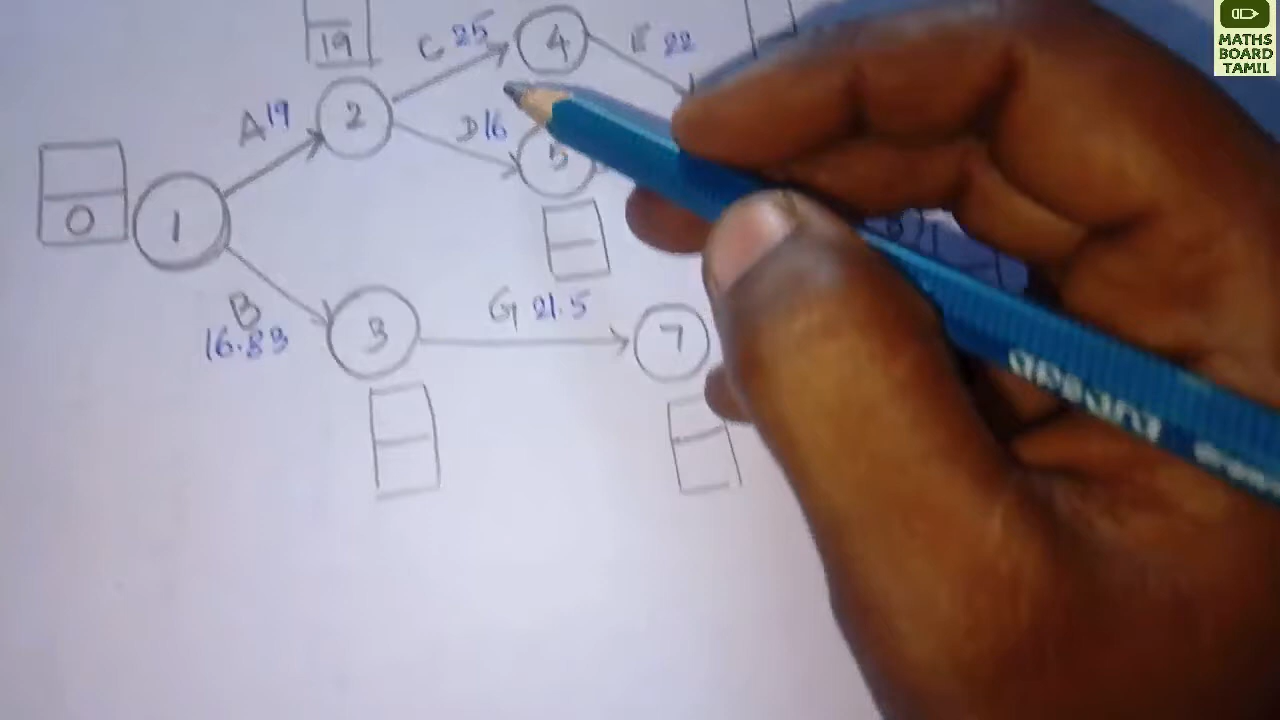 MATHS
BOARD
TAMIL
19
C 25
4
22
A 19
2
D 16
5
0
1
B
16.83
3
G 21.5
7